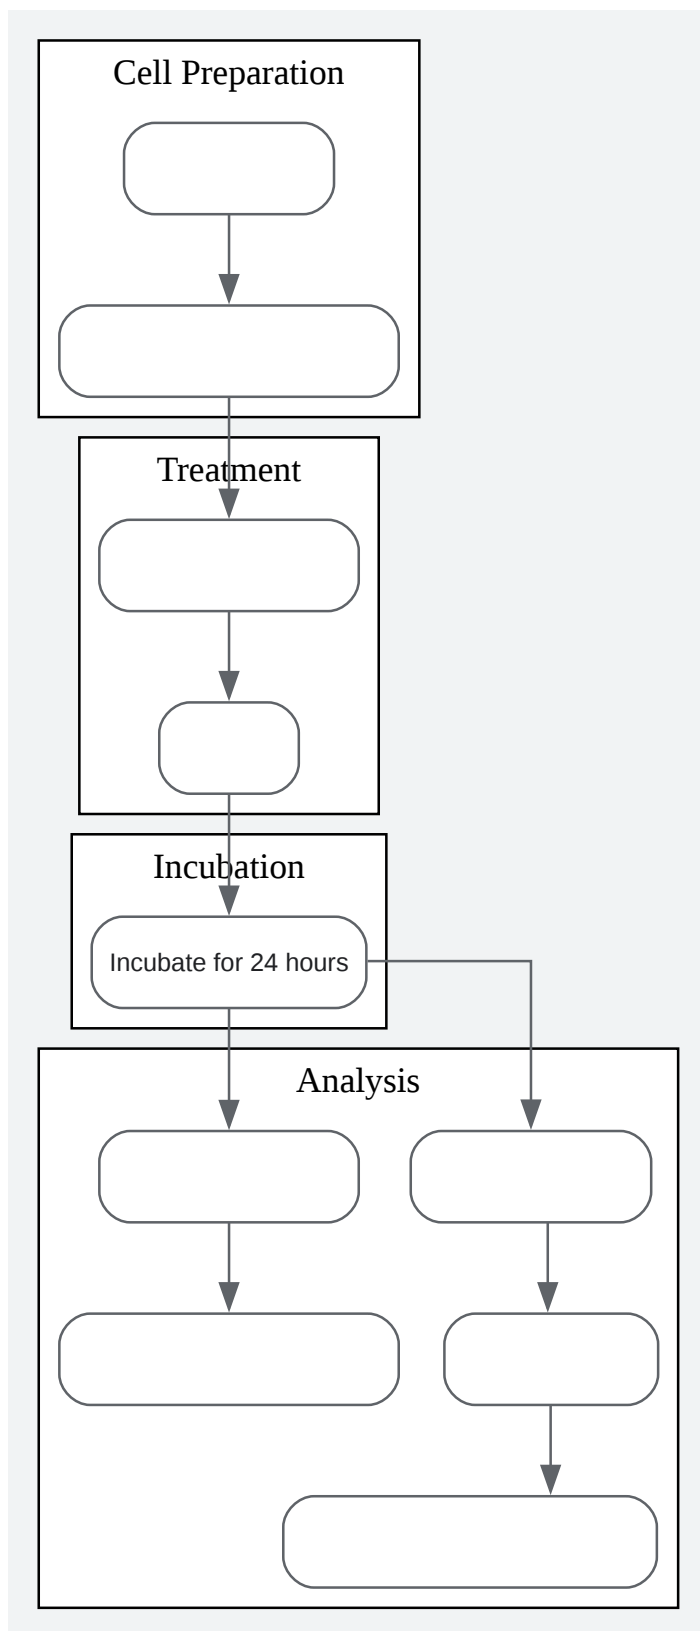 Cell Preparation
Treatment
Incubation
Incubate for 24 hours
Analysis